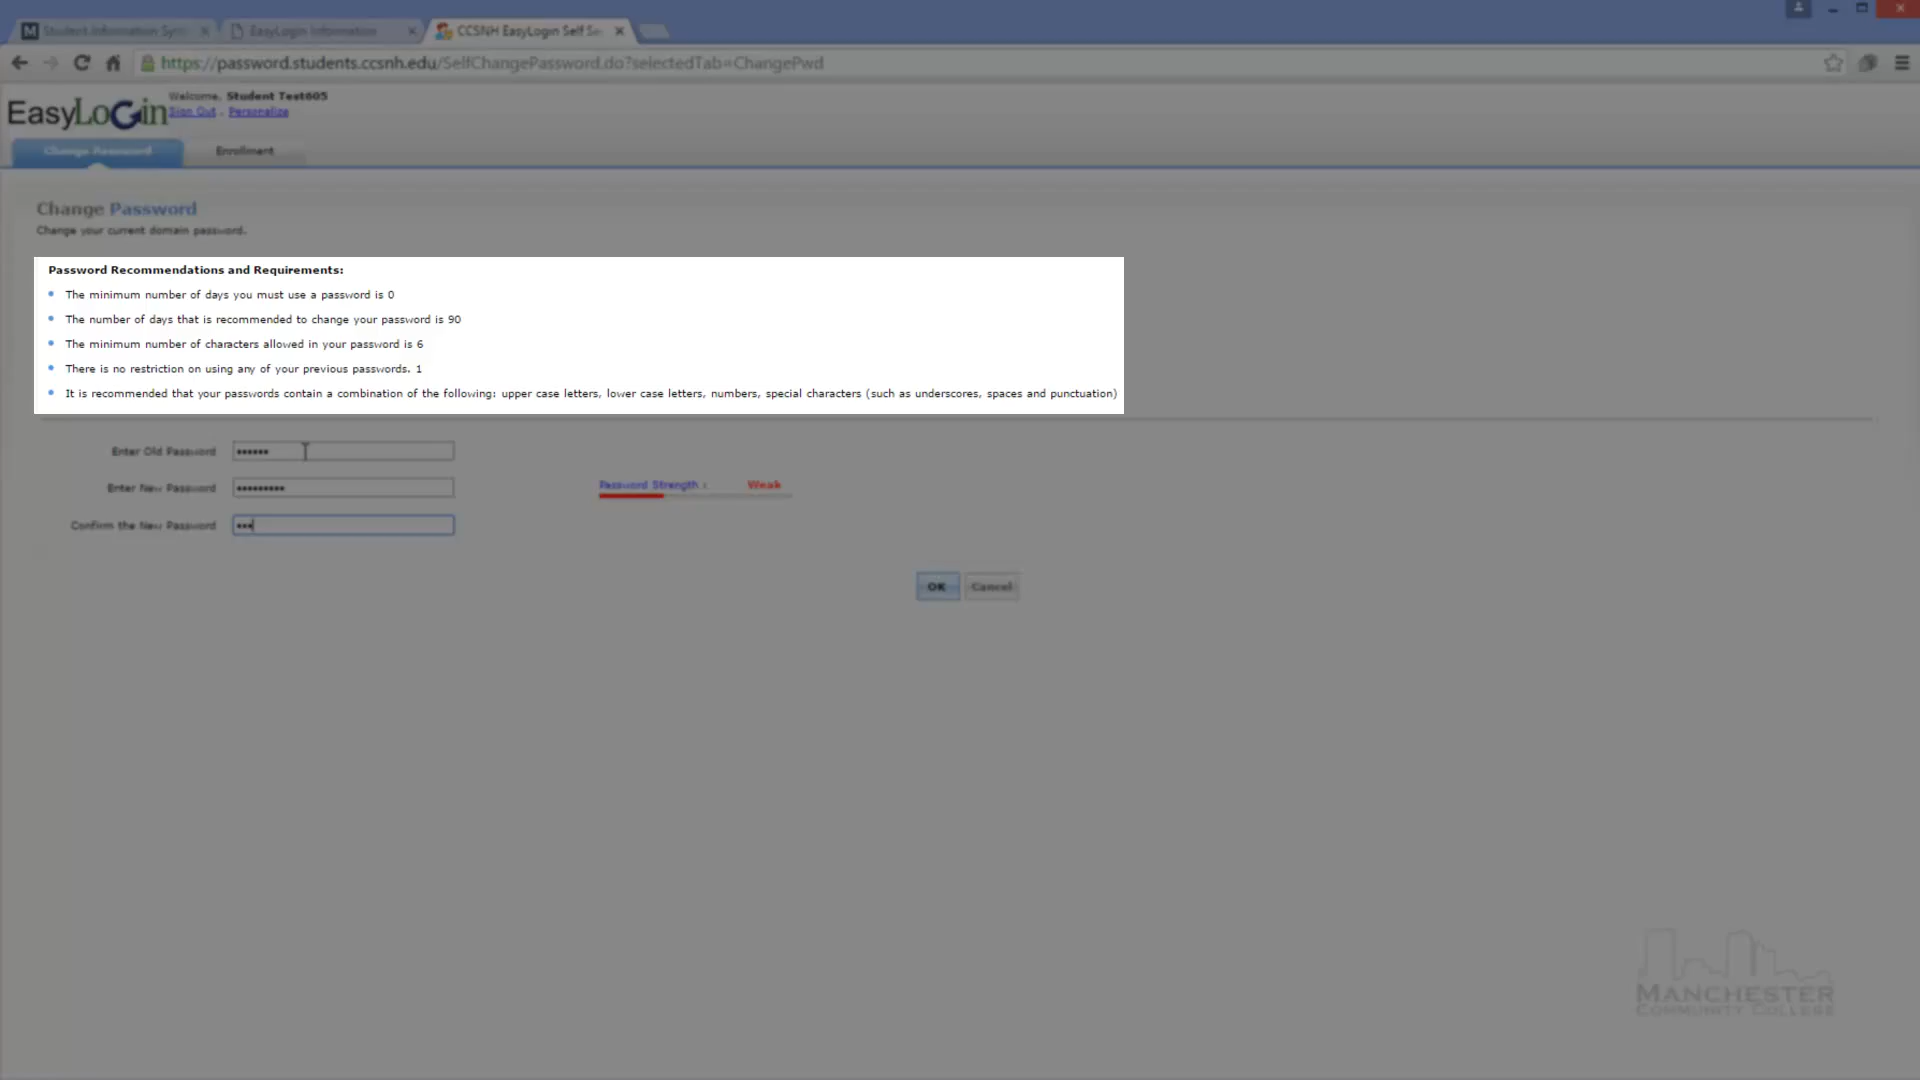 Student Information Sys
EasyLogin Information
CCSNH EasyLogin Self Se
https://password.students.ccsnh.edu/SelfChangePassword.do?selectedTab=ChangePwd
EasyLoGin
Welcome, Student Test605
Sign Out - Personalize
Change Password
Enrollment
Change Password
Change your current domain password.
Password Recommendations and Requirements:
The minimum number of days you must use a password is 0
The number of days that is recommended to change your password is 90
The minimum number of characters allowed in your password is 6
There is no restriction on using any of your previous passwords. 1
It is recommended that your passwords contain a combination of the following: upper case letters, lower case letters, numbers, special characters (such as underscores, spaces and punctuation)
Enter Old Password
Enter New Password
Password Strength : Weak
Confirm the New Password
OK Cancel
MANCHESTER
COMMUNITY COLLEGE